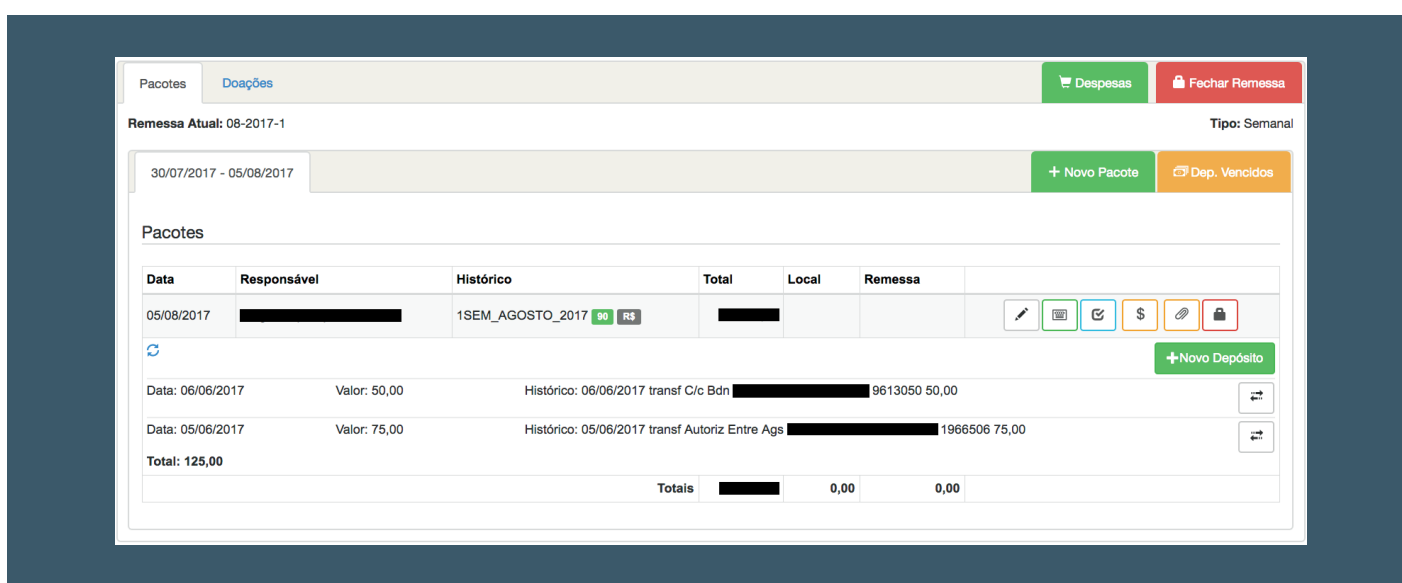 Pacotes Doações Despesas Fechar Remessa
Remessa Atual: 08-2017-1 Tipo: Semanal
30/07/2017 - 05/08/2017 + Novo Pacote Dep. Vencidos
Pacotes
Data Responsável Histórico Total Local Remessa
05/08/2017 1SEM_AGOSTO_2017 90 R$ $
+Novo Depósito
Data: 06/06/2017 Valor: 50,00 Histórico: 06/06/2017 transf C/c Bdn 9613050 50,00
Data: 05/06/2017 Valor: 75,00 Histórico: 05/06/2017 transf Autoriz Entre Ags 1966506 75,00
Total: 125,00
Totais 0,00 0,00